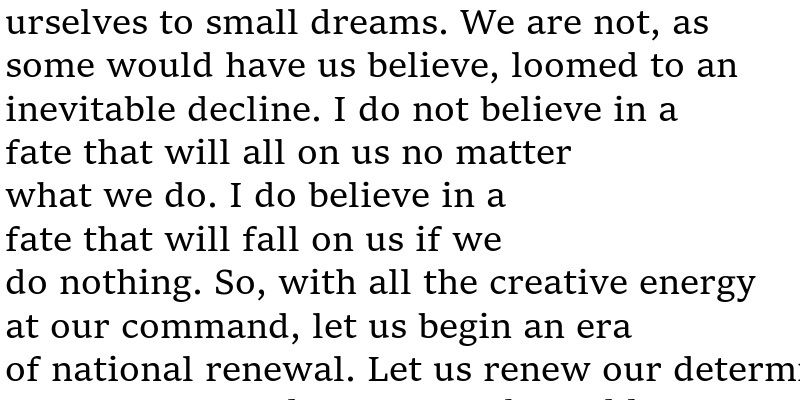 urselves to small dreams. We are not, as
some would have us believe, loomed to an
inevitable decline. I do not believe in a
fate that will all on us no matter
what we do. I do believe in a
fate that will fall on us if we
do nothing. So, with all the creative energy
at our command, let us begin an era
of national renewal. Let us renew our determi